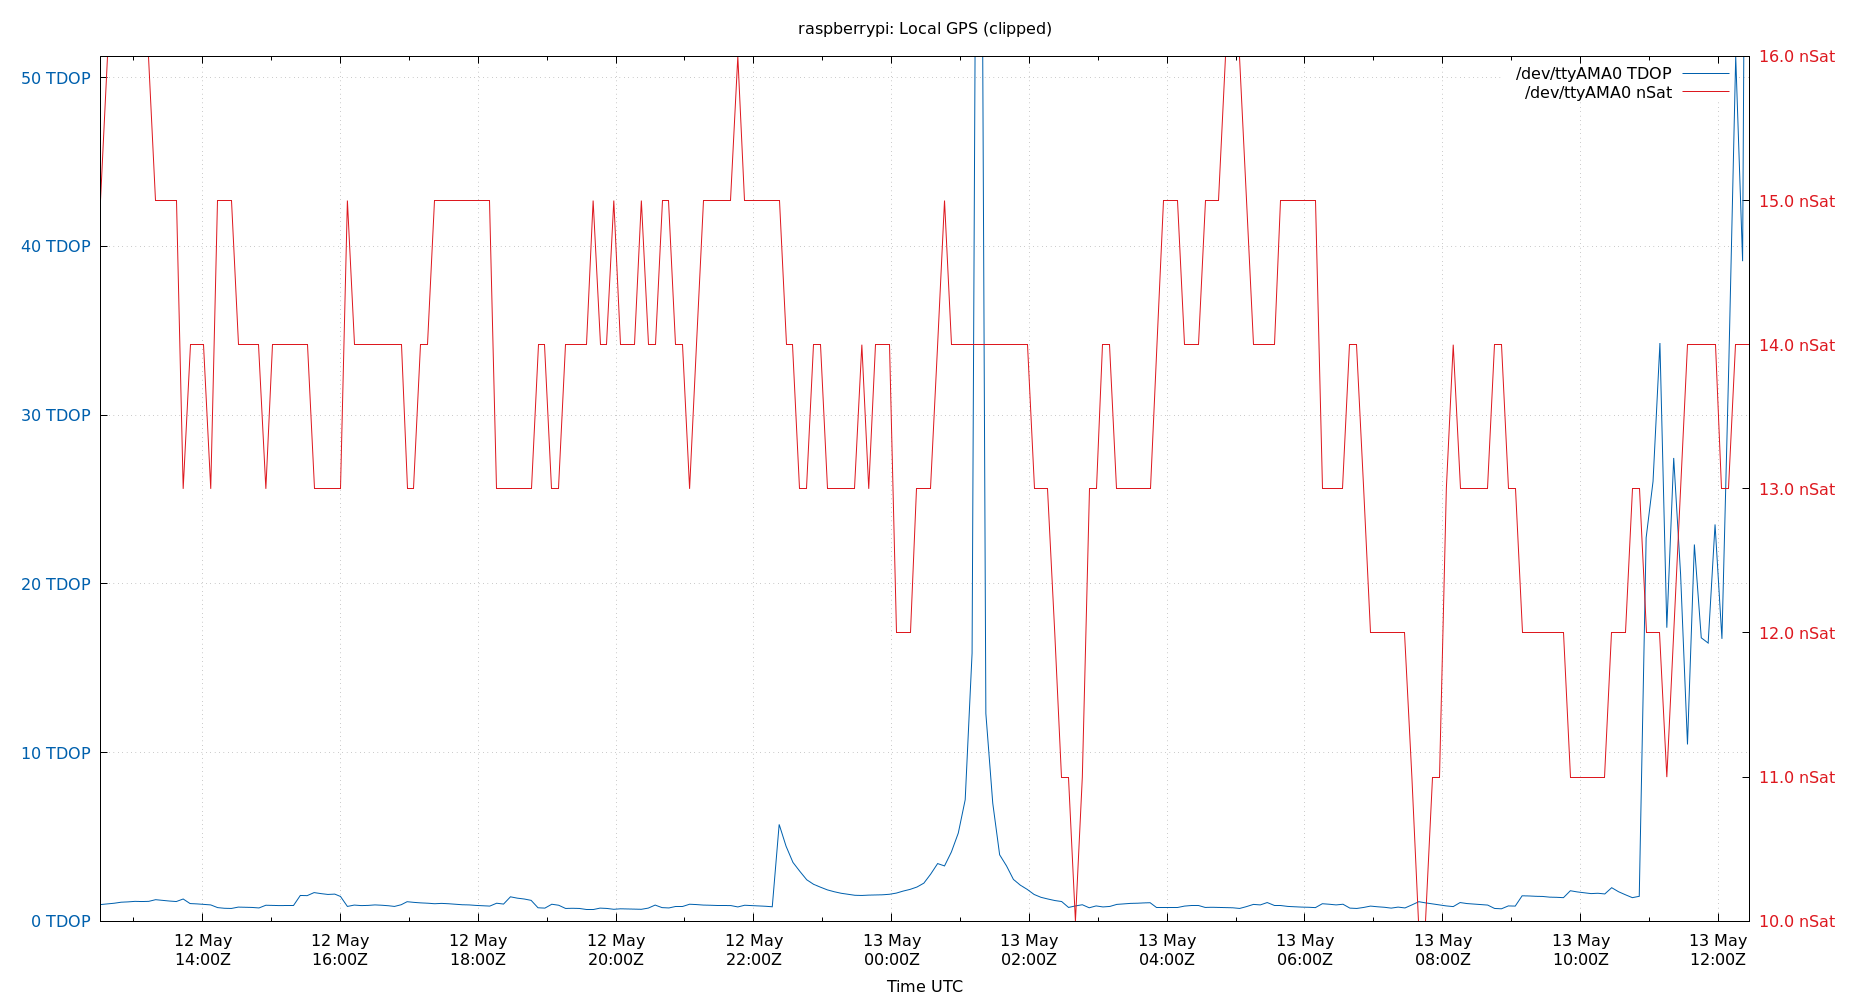 raspberrypi: Local GPS (clipped)
/dev/ttyAMA0 TDOP
/dev/ttyAMA0 nSat
50 TDOP
40 TDOP
30 TDOP
20 TDOP
10 TDOP
0 TDOP
16.0 nSat
15.0 nSat
14.0 nSat
13.0 nSat
12.0 nSat
11.0 nSat
10.0 nSat
12 May
14:00Z
12 May
16:00Z
12 May
18:00Z
12 May
20:00Z
12 May
22:00Z
13 May
00:00Z
13 May
02:00Z
13 May
04:00Z
13 May
06:00Z
13 May
08:00Z
13 May
10:00Z
13 May
12:00Z
Time UTC